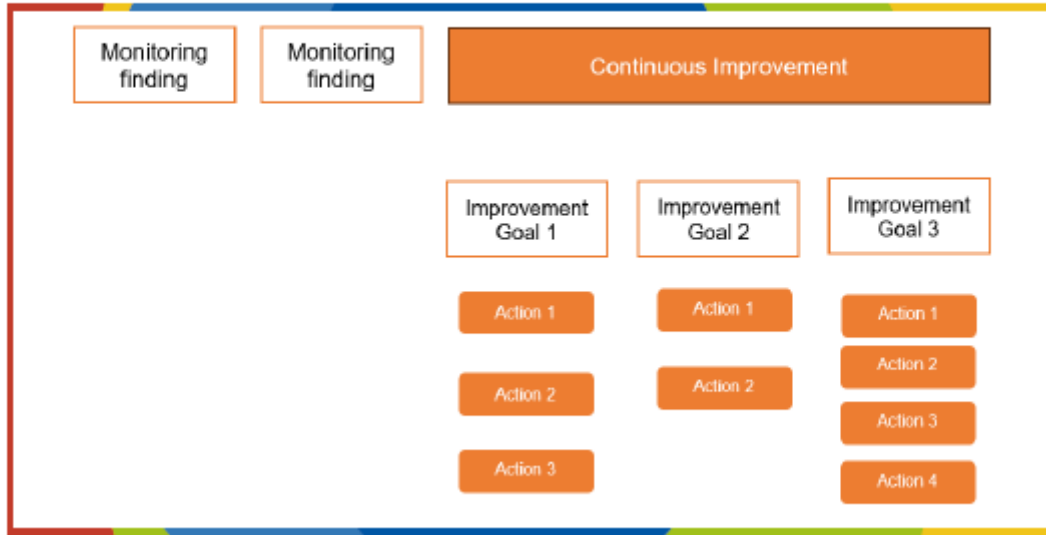 Monitoring
finding
Monitoring
finding
Continuous Improvement
Improvement
Goal 1
Improvement
Goal 2
Improvement
Goal 3
Action 1
Action 2
Action 3
Action 1
Action 2
Action 1
Action 2
Action 3
Action 4